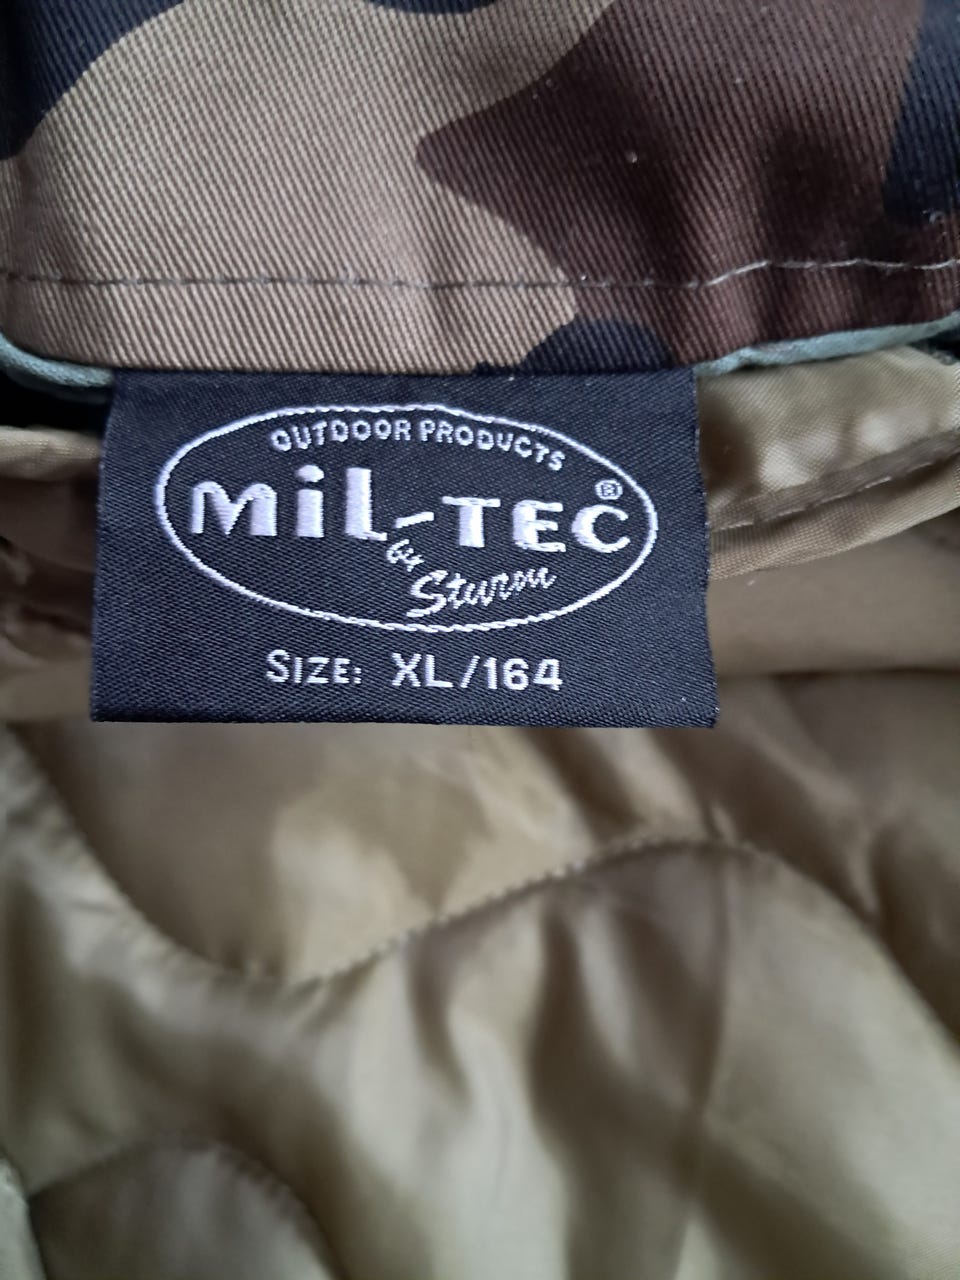 OUTDOOR PRODUCTS
MiL-TEC®
by
Sturm
SIZE: XL/164